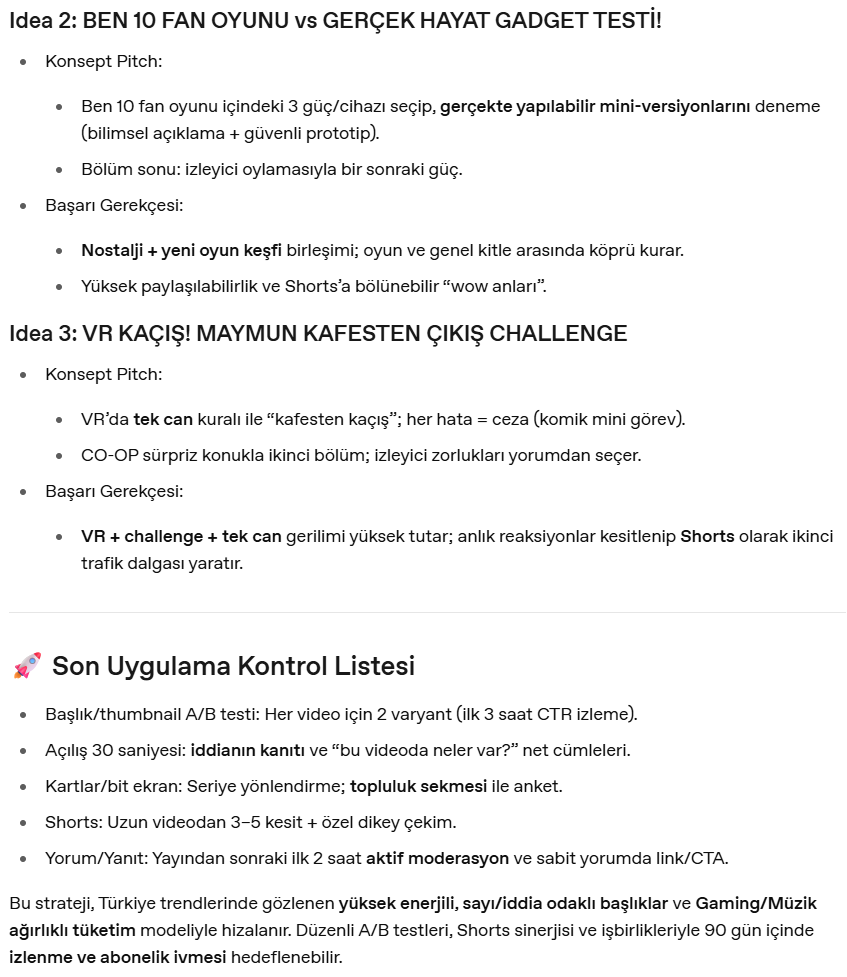 Idea 2: BEN 10 FAN OYUNU vs GERÇEK HAYAT GADGET TESTİ!
Konsept Pitch:
Ben 10 fan oyunu içindeki 3 güç/cihazı seçip, gerçekte yapılabilir mini-versiyonlarını deneme
(bilimsel açıklama + güvenli prototip).
Bölüm sonu: izleyici oylamasıyla bir sonraki güç.
Başarı Gerekçesi:
Nostalji + yeni oyun keşfi birleşimi; oyun ve genel kitle arasında köprü kurar.
Yüksek paylaşılabilirlik ve Shorts’a bölünebilir “wow anları”.
Idea 3: VR KAÇIŞ! MAYMUN KAFESTEN ÇIKIŞ CHALLENGE
Konsept Pitch:
VR’da tek can kuralı ile “kafesten kaçış”; her hata = ceza (komik mini görev).
CO-OP sürpriz konukla ikinci bölüm; izleyici zorlukları yorumdan seçer.
Başarı Gerekçesi:
VR + challenge + tek can gerilimi yüksek tutar; anlık reaksiyonlar kesitlenip Shorts olarak ikinci
trafik dalgası yaratır.
🚀 Son Uygulama Kontrol Listesi
Başlık/thumbnail A/B testi: Her video için 2 varyant (ilk 3 saat CTR izleme).
Açılış 30 saniyesi: iddianın kanıtı ve “bu videoda neler var?” net cümleleri.
Kartlar/bit ekran: Seriye yönlendirme; topluluk sekmesi ile anket.
Shorts: Uzun videodan 3–5 kesit + özel dikey çekim.
Yorum/Yanıt: Yayından sonraki ilk 2 saat aktif moderasyon ve sabit yorumda link/CTA.
Bu strateji, Türkiye trendlerinde gözlenen yüksek enerjili, sayı/iddia odaklı başlıklar ve Gaming/Müzik
ağırlıklı tüketim modeliyle hizalanır. Düzenli A/B testleri, Shorts sinerjisi ve işbirlikleriyle 90 gün içinde
izlenme ve abonelik ivmesi hedeflenebilir.